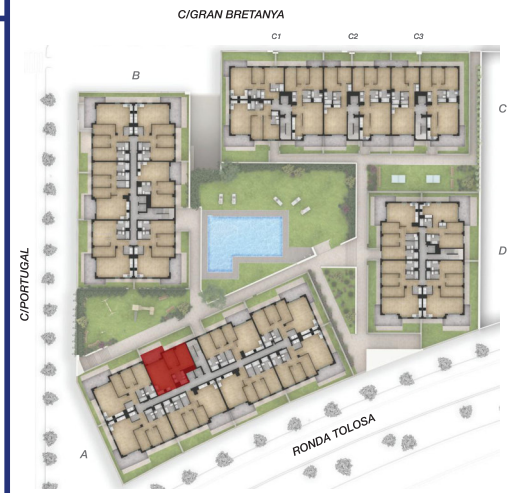 C/GRAN BRETANYA
C1
C2
C3
B
C
C/PORTUGAL
D
RONDA TOLOSA
A